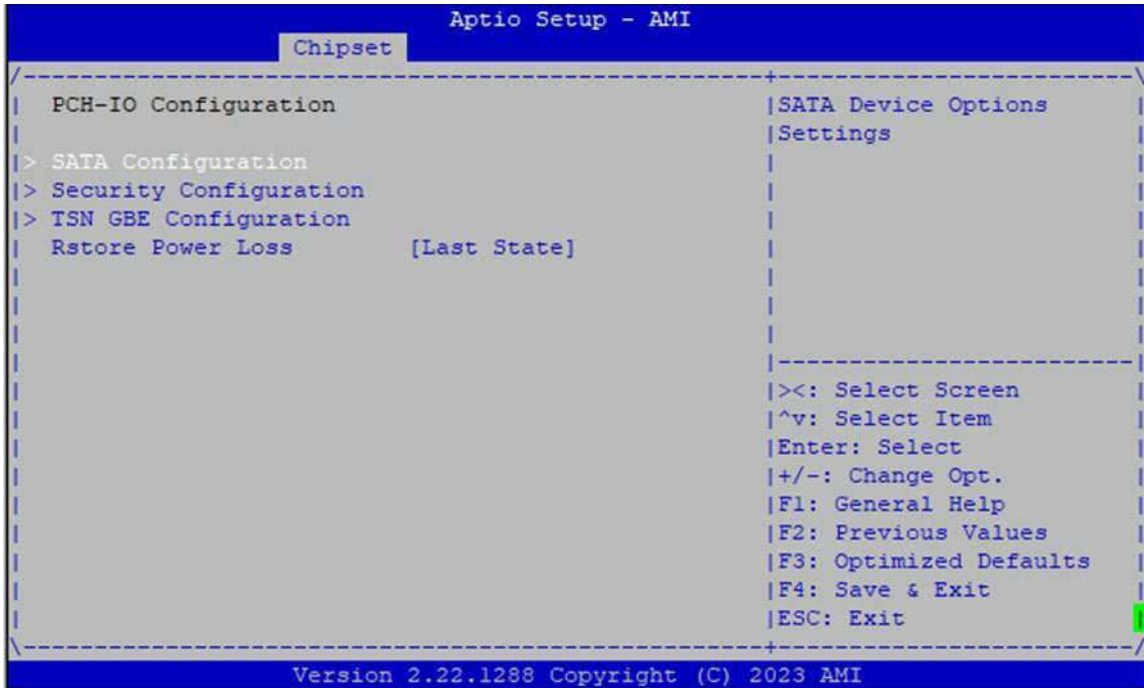 Aptio Setup - AMI
Chipset
PCH-IO Configuration
> SATA Configuration
> Security Configuration
> TSN GBE Configuration
Rstore Power Loss [Last State]
SATA Device Options
Settings
><: Select Screen
^v: Select Item
Enter: Select
+/-: Change Opt.
F1: General Help
F2: Previous Values
F3: Optimized Defaults
F4: Save & Exit
ESC: Exit
Version 2.22.1288 Copyright (C) 2023 AMI